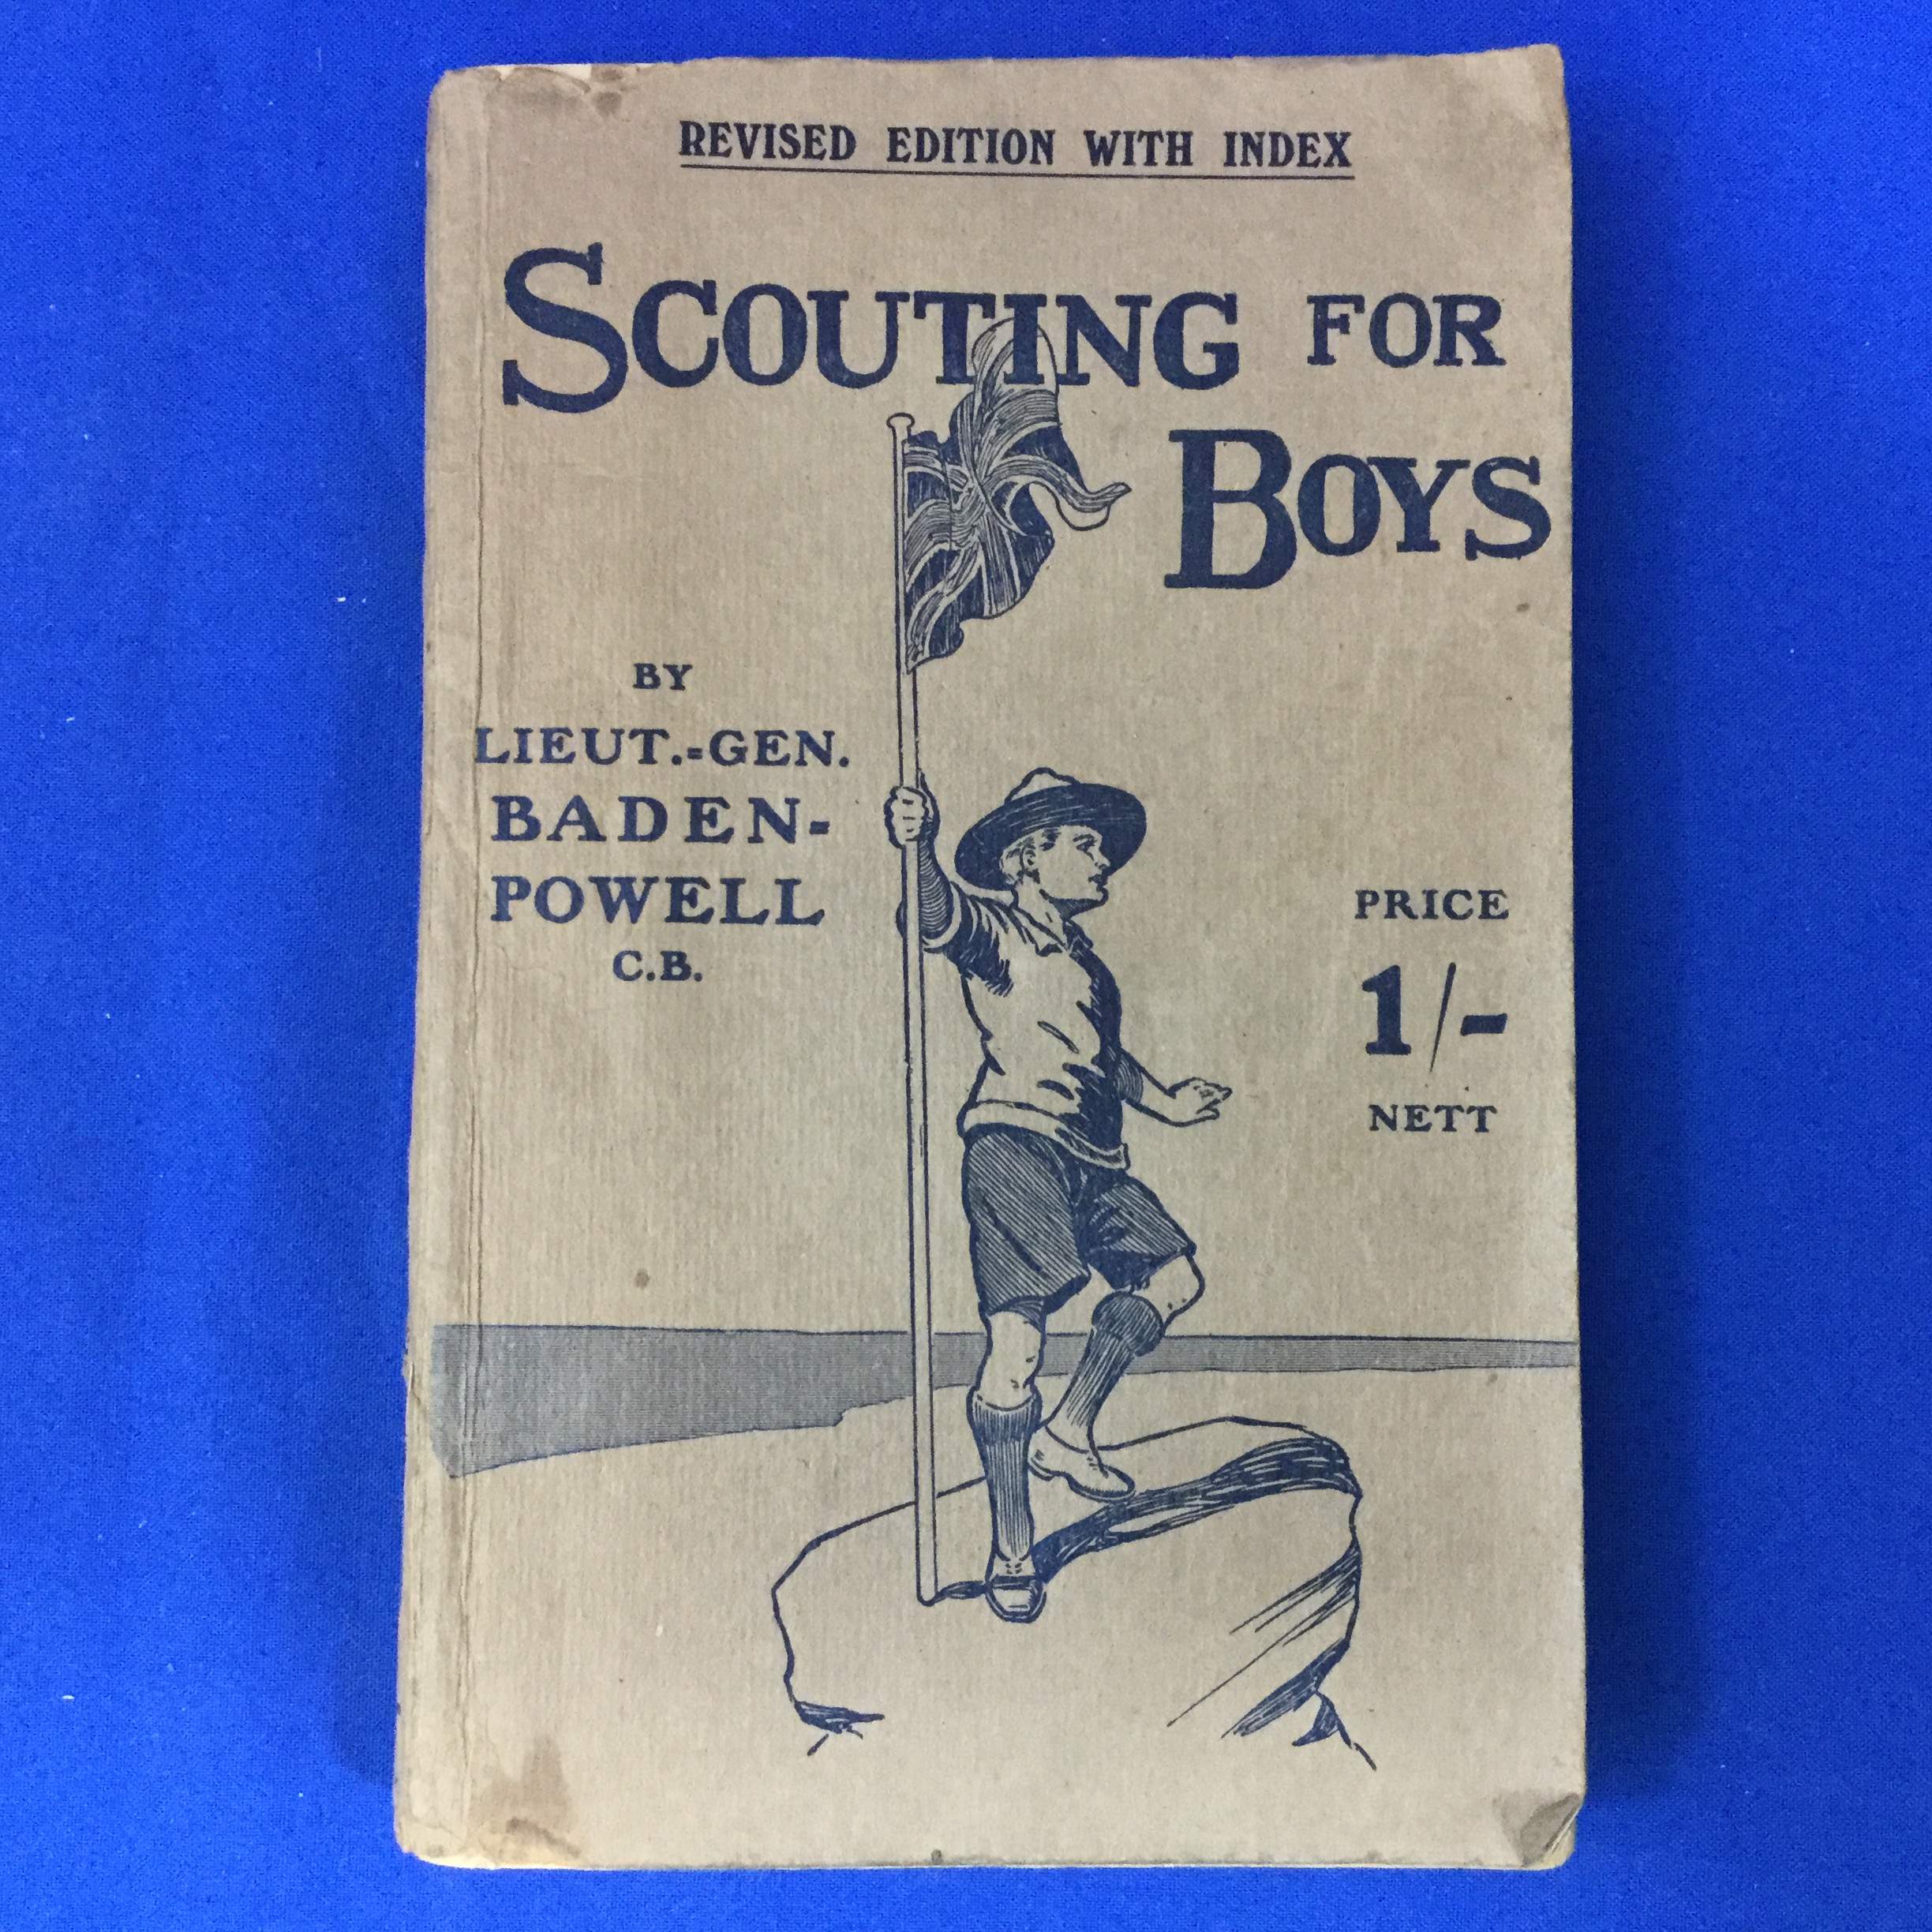 REVISED EDITION WITH INDEX
SCOUTING FOR
BOYS
BY
LIEUT.=GEN.
BADEN-
POWELL
C.B.
PRICE
1/-
NETT